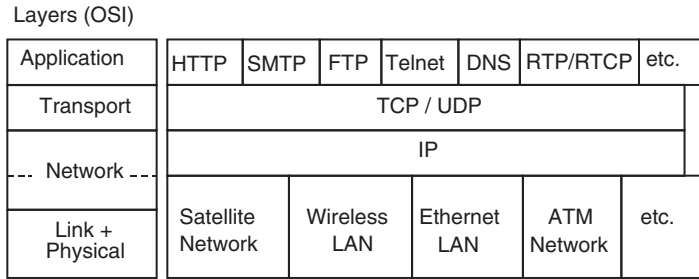 Layers (OSI)
Application HTTP SMTP FTP Telnet DNS RTP/RTCP etc.
Transport TCP / UDP
IP
Network
Satellite Wireless Ethernet ATM etc.
Link + Network LAN LAN Network
Physical